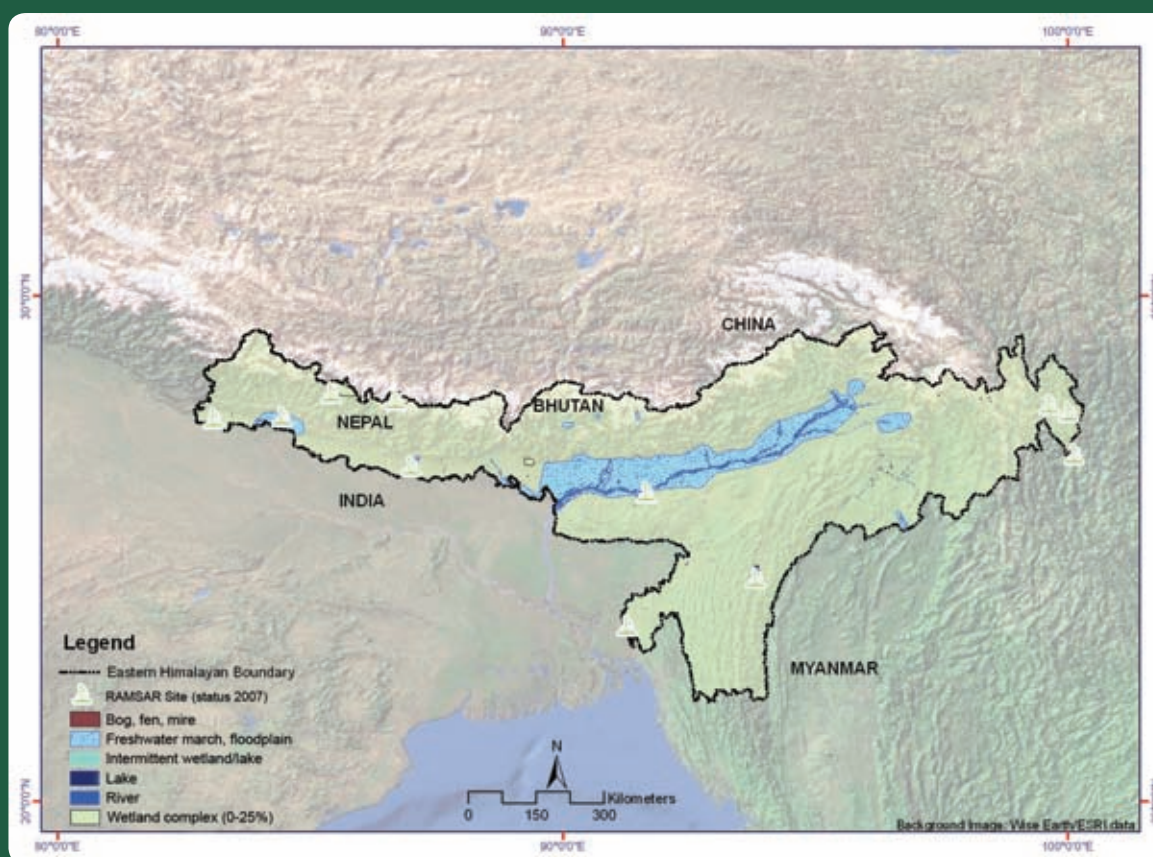 80°0'0"E 90°0'0"E 100°0'0"E
30°0'0"N
CHINA
BHUTAN
NEPAL
INDIA
MYANMAR
Legend
Eastern Himalayan Boundary
RAMSAR Site (status 2007)
Bog, fen, mire
Freshwater march, floodplain
Intermittent wetland/lake
Lake
River
Wetland complex (0-25%)
N
Kilometers
0 150 300
20°0'0"N
Background Image: Wise Earth/ESRI data
80°0'0"E 90°0'0"E 100°0'0"E